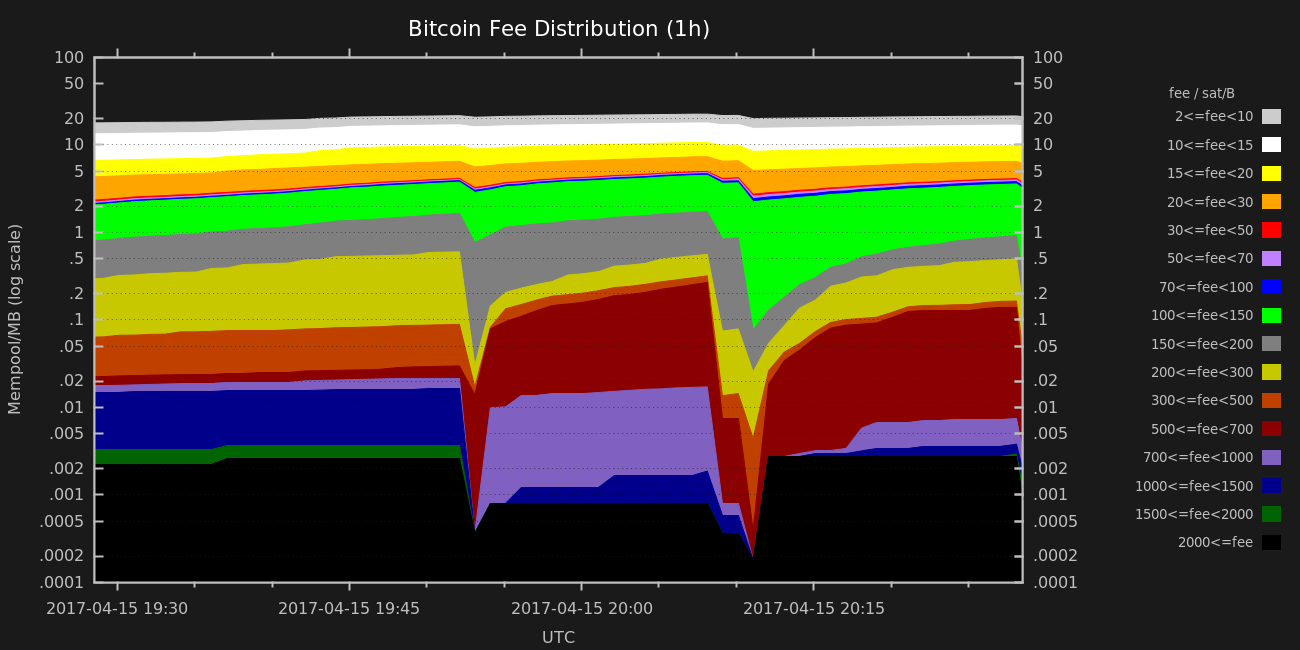 Bitcoin Fee Distribution (1h)
100
50
20
10
5
2
1
.5
.2
.1
.05
.02
.01
.005
.002
.001
.0005
.0002
.0001
Mempool/MB (log scale)
100
50
20
10
5
2
1
.5
.2
.1
.05
.02
.01
.005
.002
.001
.0005
.0002
.0001
fee / sat/B
2<=fee<10
10<=fee<15
15<=fee<20
20<=fee<30
30<=fee<50
50<=fee<70
70<=fee<100
100<=fee<150
150<=fee<200
200<=fee<300
300<=fee<500
500<=fee<700
700<=fee<1000
1000<=fee<1500
1500<=fee<2000
2000<=fee
2017-04-15 19:30
2017-04-15 19:45
2017-04-15 20:00
2017-04-15 20:15
UTC